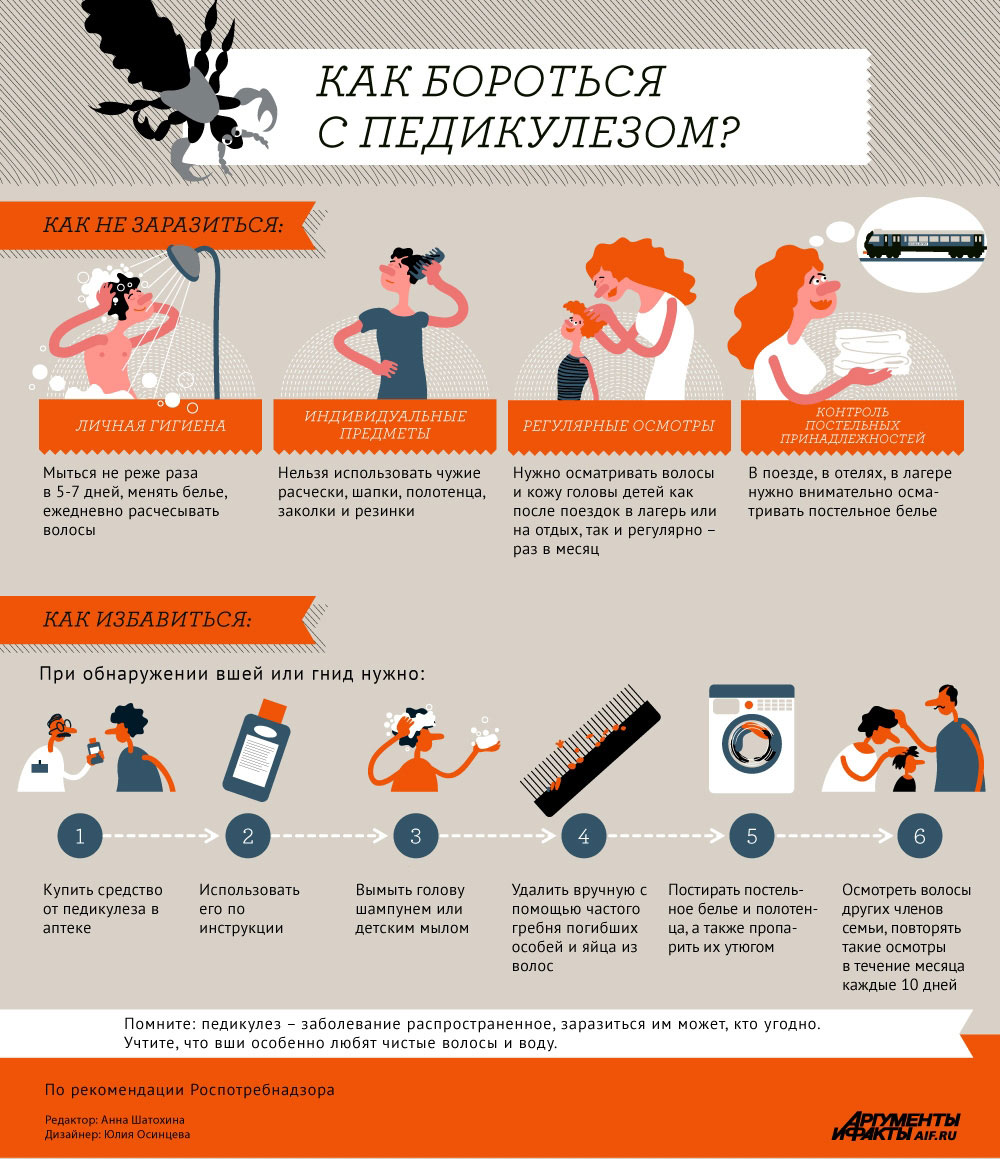 КАК БОРОТЬСЯ
С ПЕДИКУЛЕЗОМ?
КАК НЕ ЗАРАЗИТЬСЯ:
ЛИЧНАЯ ГИГИЕНА
Мыться не реже раза
в 5-7 дней, менять белье,
ежедневно расчесывать
волосы
ИНДИВИДУАЛЬНЫЕ
ПРЕДМЕТЫ
Нельзя использовать чужие
расчески, шапки, полотенца,
заколки и резинки
РЕГУЛЯРНЫЕ ОСМОТРЫ
Нужно осматривать волосы
и кожу головы детей как
после поездок в лагерь или
на отдых, так и регулярно –
раз в месяц
КОНТРОЛЬ
ПОСТЕЛЬНЫХ
ПРИНАДЛЕЖНОСТЕЙ
В поезде, в отелях, в лагере
нужно внимательно осма-
тривать постельное белье
КАК ИЗБАВИТЬСЯ:
При обнаружении вшей или гнид нужно:
1
Купить средство
от педикулеза в
аптеке
2
Использовать
его по
инструкции
3
Вымыть голову
шампунем или
детским мылом
4
Удалить вручную с
помощью частого
гребня погибших
особей и яйца из
волос
5
Постирать постель-
ное белье и полотен-
ца, а также пропа-
рить их утюгом
6
Осмотреть волосы
других членов
семьи, повторять
такие осмотры
в течение месяца
каждые 10 дней
Помните: педикулез – заболевание распространенное, заразиться им может, кто угодно.
Учтите, что вши особенно любят чистые волосы и воду.
По рекомендации Роспотребнадзора
Редактор: Анна Шатохина
Дизайнер: Юлия Осинцева
АРГУМЕНТЫ
И ФАКТЫ AIF.RU